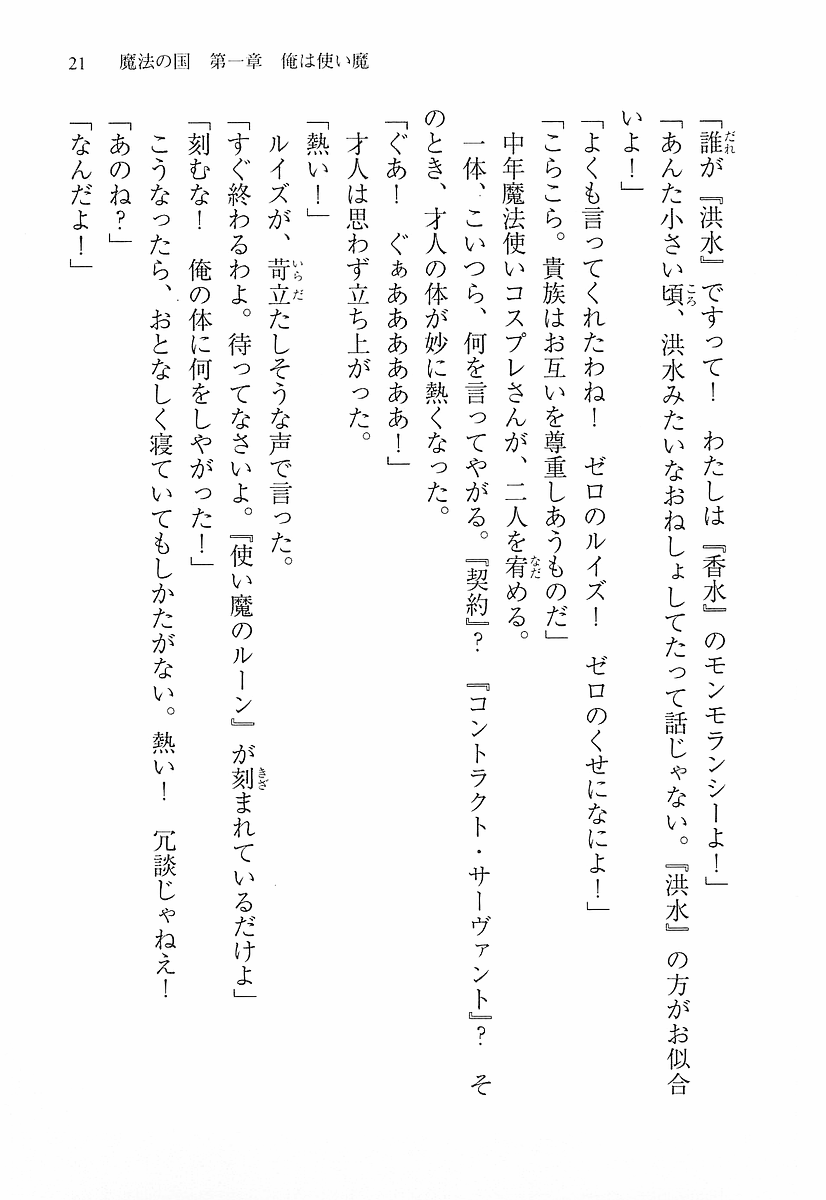 21　魔法の国　第一章　俺は使い魔
「誰が『洪水』ですって！　わたしは『香水』のモンモランシーよ！」
「あんた小さい頃、洪水みたいなおねしょしてたって話じゃない。『洪水』の方がお似合
いよ！」
「よくも言ってくれたわね！　ゼロのルイズ！　ゼロのくせになによ！」
「こらこら。貴族はお互いを尊重しあうものだ」
　中年魔法使いコスプレさんが、二人を宥める。
　一体、こいつら、何を言ってやがる。『契約』？　『コントラクト・サーヴァント』？　そ
のとき、才人の体が妙に熱くなった。
「ぐあ！　ぐぁあああああああ！」
　才人は思わず立ち上がった。
「熱い！」
　ルイズが、苛立たしそうな声で言った。
「すぐ終わるわよ。待ってなさいよ。『使い魔のルーン』が刻まれているだけよ」
「刻むな！　俺の体に何をしやがった！」
　こうなったら、おとなしく寝ていてもしかたがない。熱い！　冗談じゃねえ！
「あのね？」
「なんだよ！」